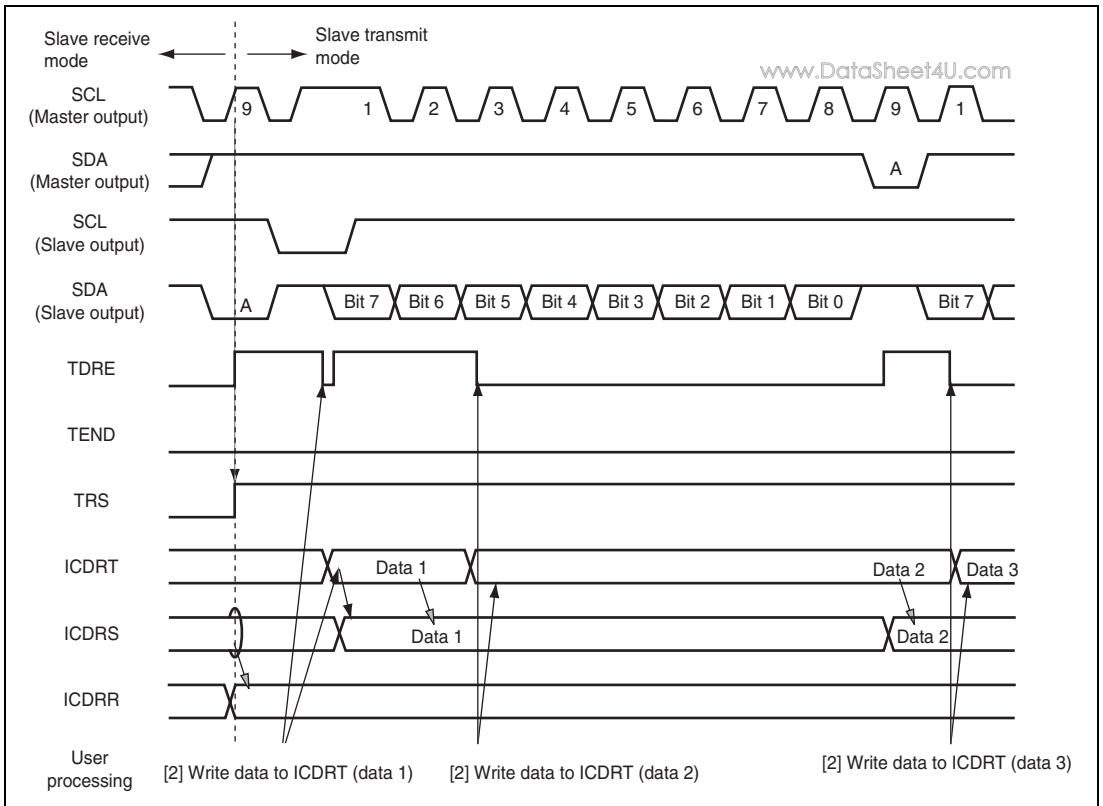 Slave receive
mode
Slave transmit
mode
www.DataSheet4U.com
SCL
(Master output)
9 1 2 3 4 5 6 7 8 9 1
SDA
(Master output)
A
SCL
(Slave output)
SDA
(Slave output)
A Bit 7 Bit 6 Bit 5 Bit 4 Bit 3 Bit 2 Bit 1 Bit 0 Bit 7
TDRE
TEND
TRS
ICDRT
Data 1 Data 2 Data 3
ICDRS
Data 1 Data 2
ICDRR
User
processing
[2] Write data to ICDRT (data 1) [2] Write data to ICDRT (data 2) [2] Write data to ICDRT (data 3)